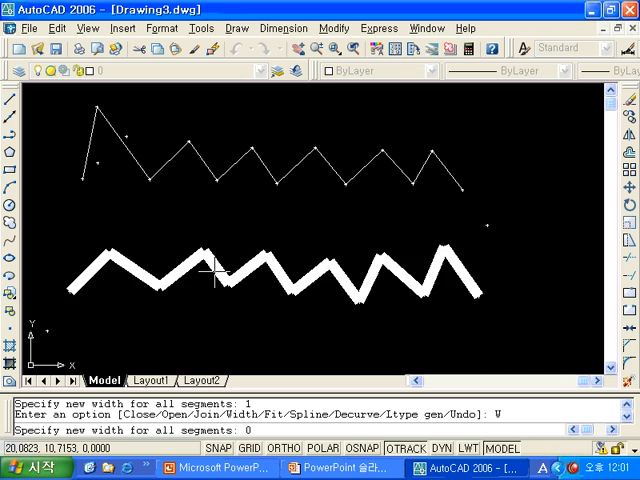 AutoCAD 2006 - [Drawing3.dwg]
File Edit View Insert Format Tools Draw Dimension Modify Express Window Help
Standard
0 ByLayer ByLayer ByLay
Y
X
Model Layout1 Layout2
Specify new width for all segments: 1
Enter an option [Close/Open/Join/Width/Fit/Spline/Decurve/Ltype gen/Undo]: W
Specify new width for all segments: 0
20.0823, 10.7153, 0.0000 SNAP GRID ORTHO POLAR OSNAP OTRACK DYN LWT MODEL
시작 Microsoft PowerP... PowerPoint 슬라... AutoCAD 2006 - [... A 오후 12:01